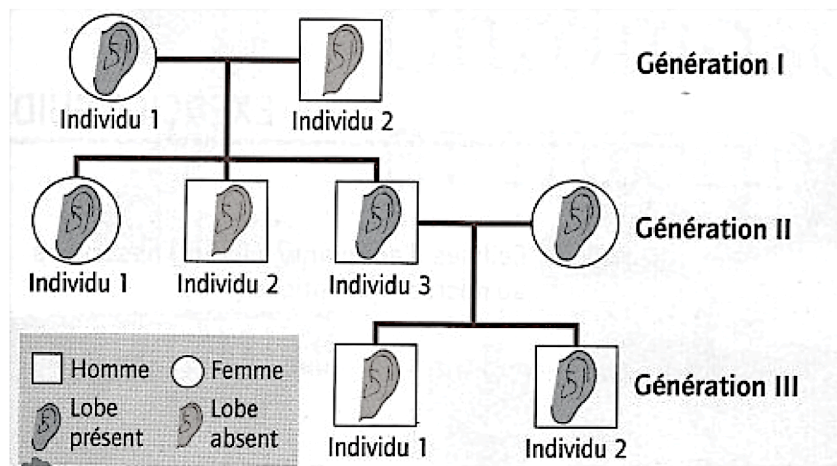 Génération I
Individu 1
Individu 2
Génération II
Individu 1
Individu 2
Individu 3
Homme
Femme
Lobe présent
Lobe absent
Individu 1
Individu 2
Génération III